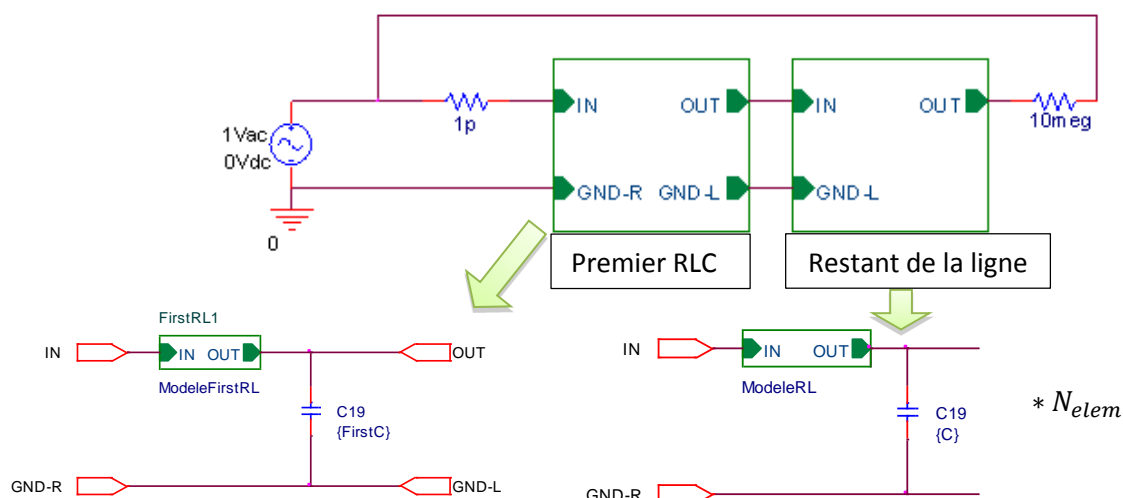 1Vac
0Vdc
0
1p
IN
OUT
GND-R
GND-L
IN
OUT
GND-L
10meg
Premier RLC
Restant de la ligne
FirstRL1
IN
IN
OUT
OUT
ModeleFirstRL
C19
{FirstC}
GND-R
GND-L
IN
IN
OUT
ModeleRL
C19
{C}
* N_elem
GND-R